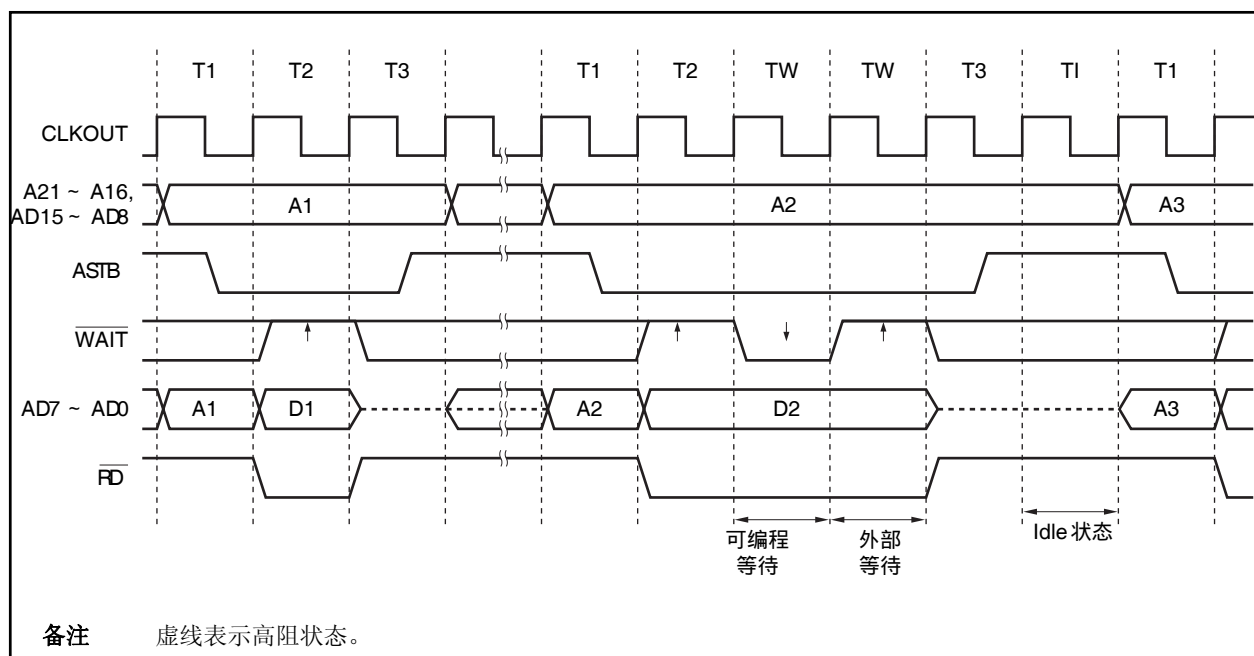 T1 T2 T3 T1 T2 TW TW T3 TI T1
CLKOUT
A21 ~ A16,
AD15 ~ AD8
A1 A2 A3
ASTB
WAIT
AD7 ~ AD0
A1 D1 A2 D2 A3
RD
可编程
等待
外部
等待
Idle 状态
备注 虚线表示高阻状态。